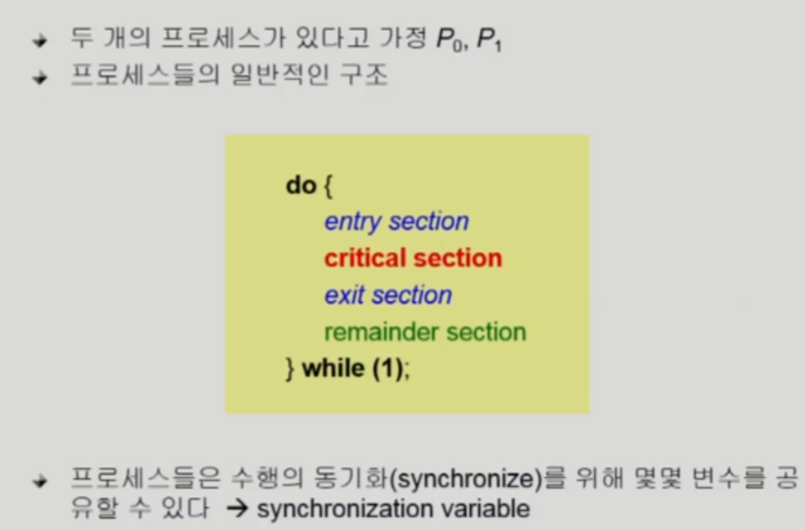 두 개의 프로세스가 있다고 가정 P₀, P₁
프로세스들의 일반적인 구조
do {
entry section
critical section
exit section
remainder section
} while (1);
프로세스들은 수행의 동기화(synchronize)를 위해 몇몇 변수를 공
유할 수 있다 → synchronization variable